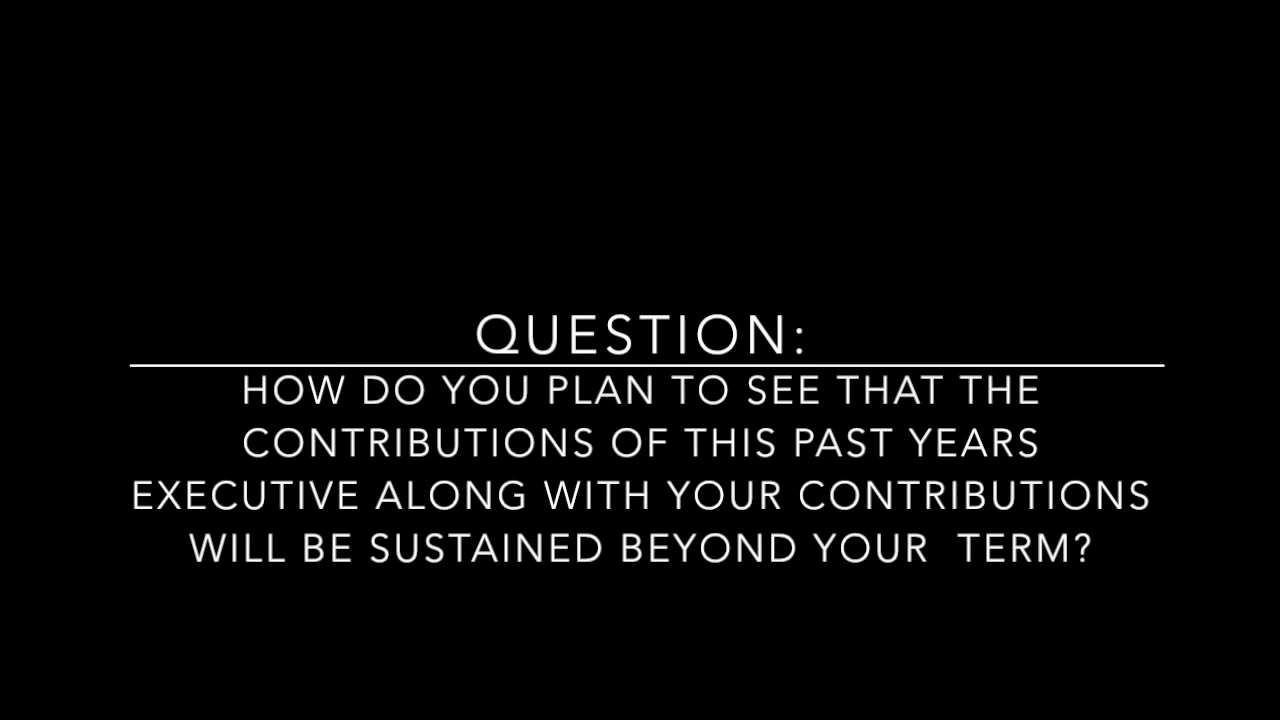 QUESTION:
HOW DO YOU PLAN TO SEE THAT THE
CONTRIBUTIONS OF THIS PAST YEARS
EXECUTIVE ALONG WITH YOUR CONTRIBUTIONS
WILL BE SUSTAINED BEYOND YOUR  TERM?